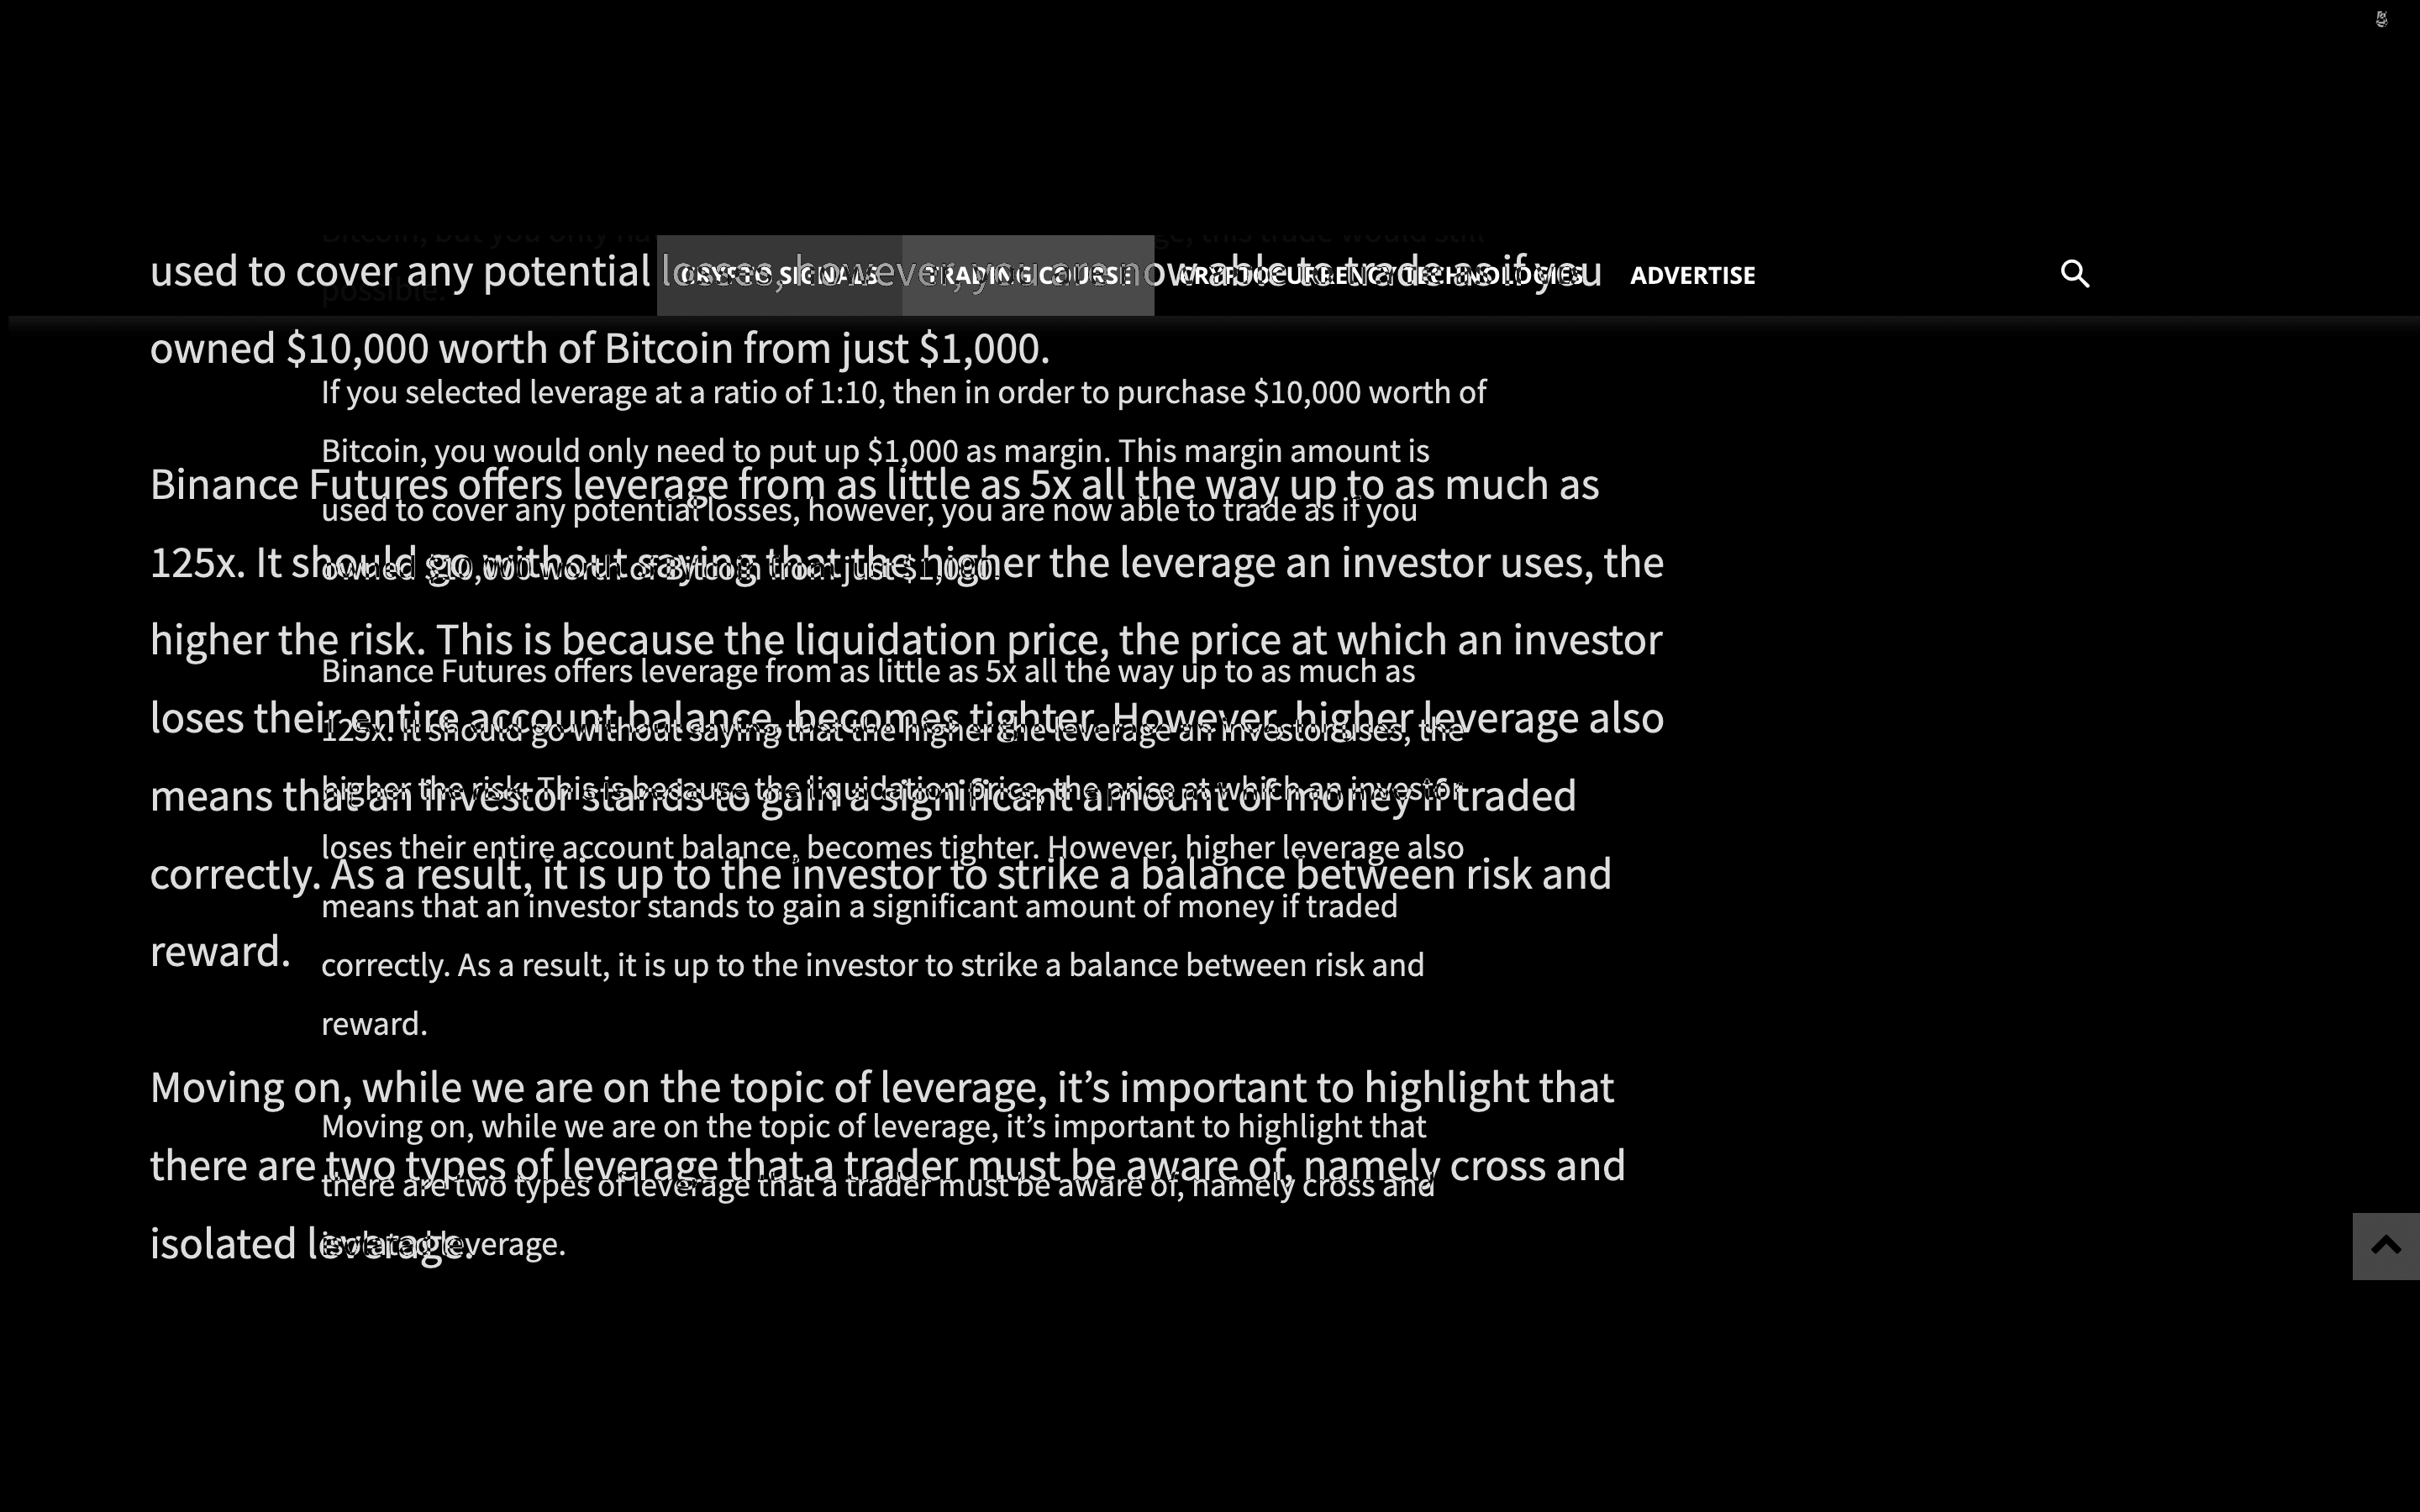 Bitcoin, but you only ha ge, this trade would still
possible.
CRYPTO SIGNALS TRADING COURSE CRYPTOCURRENCY TECHNOLOGIES ADVERTISE
used to cover any potential losses, however, you are now able to trade as if you
owned $10,000 worth of Bitcoin from just $1,000.
Binance Futures offers leverage from as little as 5x all the way up to as much as
125x. It should go without saying that the higher the leverage an investor uses, the
higher the risk. This is because the liquidation price, the price at which an investor
loses their entire account balance, becomes tighter. However, higher leverage also
means that an investor stands to gain a significant amount of money if traded
correctly. As a result, it is up to the investor to strike a balance between risk and
reward.
Moving on, while we are on the topic of leverage, it’s important to highlight that
there are two types of leverage that a trader must be aware of, namely cross and
isolated leverage.
If you selected leverage at a ratio of 1:10, then in order to purchase $10,000 worth of
Bitcoin, you would only need to put up $1,000 as margin. This margin amount is
used to cover any potential losses, however, you are now able to trade as if you
owned $10,000 worth of Bitcoin from just $1,000.
Binance Futures offers leverage from as little as 5x all the way up to as much as
125x. It should go without saying that the higher the leverage an investor uses, the
higher the risk. This is because the liquidation price, the price at which an investor
loses their entire account balance, becomes tighter. However, higher leverage also
means that an investor stands to gain a significant amount of money if traded
correctly. As a result, it is up to the investor to strike a balance between risk and
reward.
Moving on, while we are on the topic of leverage, it’s important to highlight that
there are two types of leverage that a trader must be aware of, namely cross and
isolated leverage.